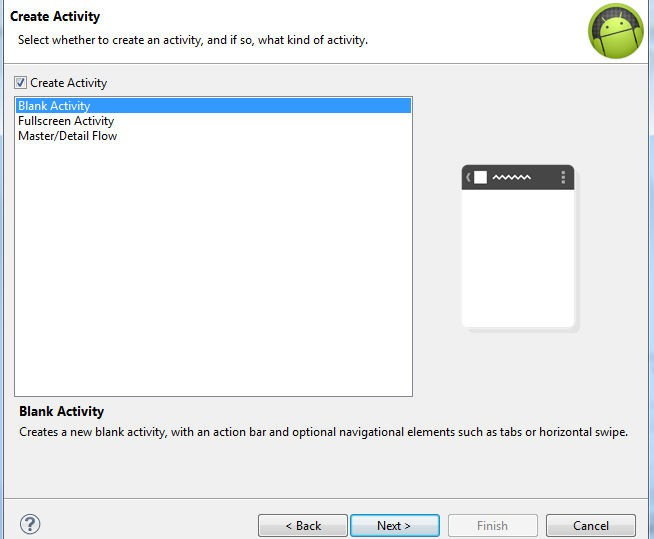 Create Activity
Select whether to create an activity, and if so, what kind of activity.
Create Activity
Blank Activity
Fullscreen Activity
Master/Detail Flow
Blank Activity
Creates a new blank activity, with an action bar and optional navigational elements such as tabs or horizontal swipe.
?
< Back
Next >
Finish
Cancel